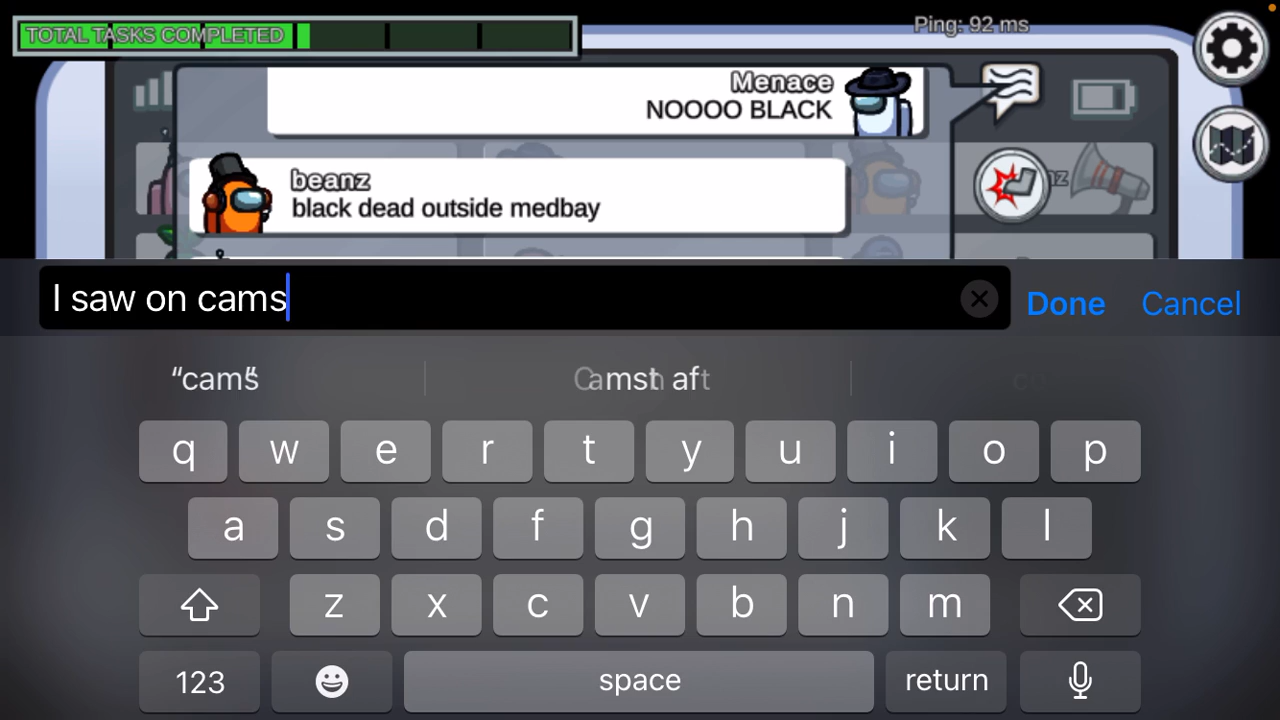 TOTAL TASKS COMPLETED
Ping: 92 ms
Menace
NOOOO BLACK
beanz
black dead outside medbay
I saw on cams
Done
Cancel
q w e r t y u i o p
a s d f g h j k l
z x c v b n m
123
space
return